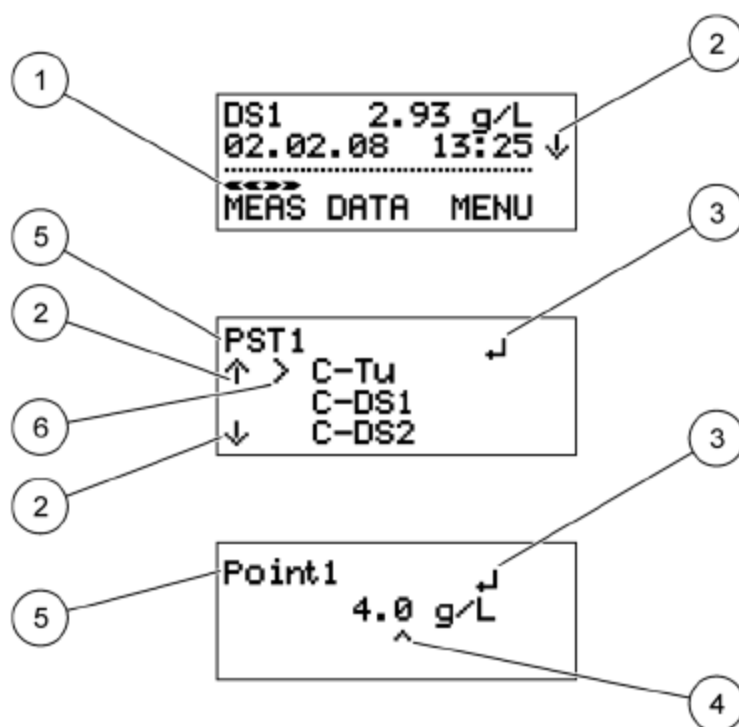 1
2
DS1 2.93 g/L
02.02.08 13:25 ↓
MEAS DATA MENU
5
3
2
PST1 ↵
↑ > C-Tu
C-DS1
↓ C-DS2
6
2
3
Point1 ↵
4.0 g/L
^
5
4